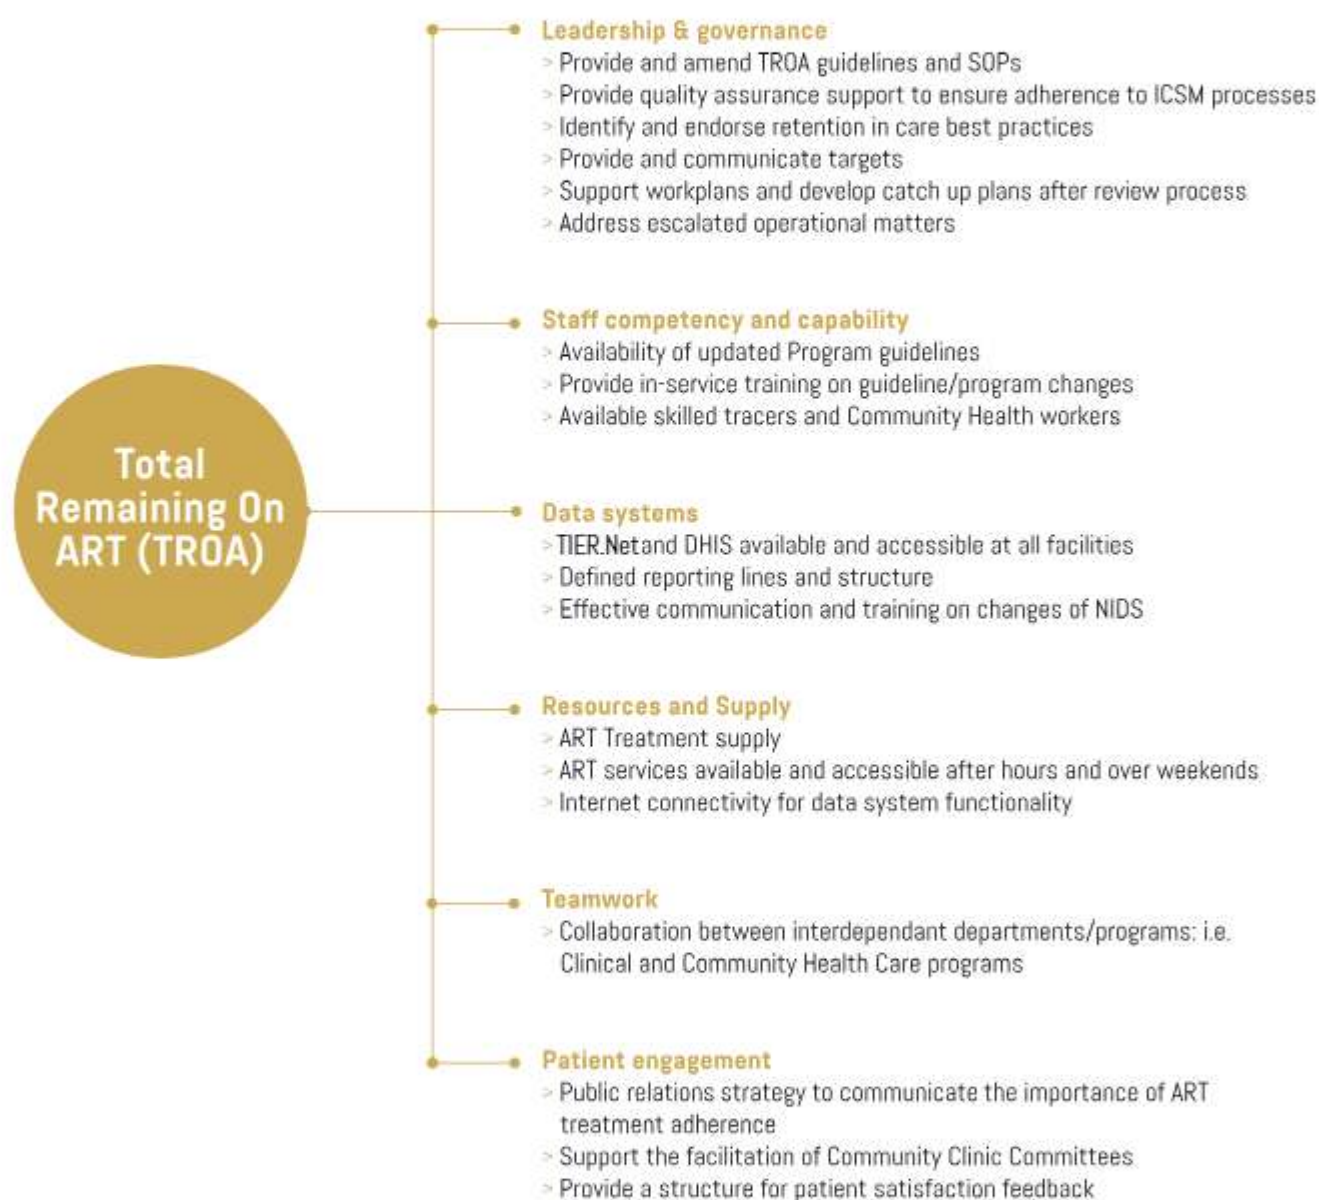 Total
Remaining On
ART (TROA)
Leadership & governance
> Provide and amend TROA guidelines and SOPs
> Provide quality assurance support to ensure adherence to ICSM processes
> Identify and endorse retention in care best practices
> Provide and communicate targets
> Support workplans and develop catch up plans after review process
> Address escalated operational matters
Staff competency and capability
> Availability of updated Program guidelines
> Provide in-service training on guideline/program changes
> Available skilled tracers and Community Health workers
Data systems
> TIER.Net and DHIS available and accessible at all facilities
> Defined reporting lines and structure
> Effective communication and training on changes of NIDS
Resources and Supply
> ART Treatment supply
> ART services available and accessible after hours and over weekends
> Internet connectivity for data system functionality
Teamwork
> Collaboration between interdependant departments/programs: i.e.
Clinical and Community Health Care programs
Patient engagement
> Public relations strategy to communicate the importance of ART
treatment adherence
> Support the facilitation of Community Clinic Committees
> Provide a structure for patient satisfaction feedback